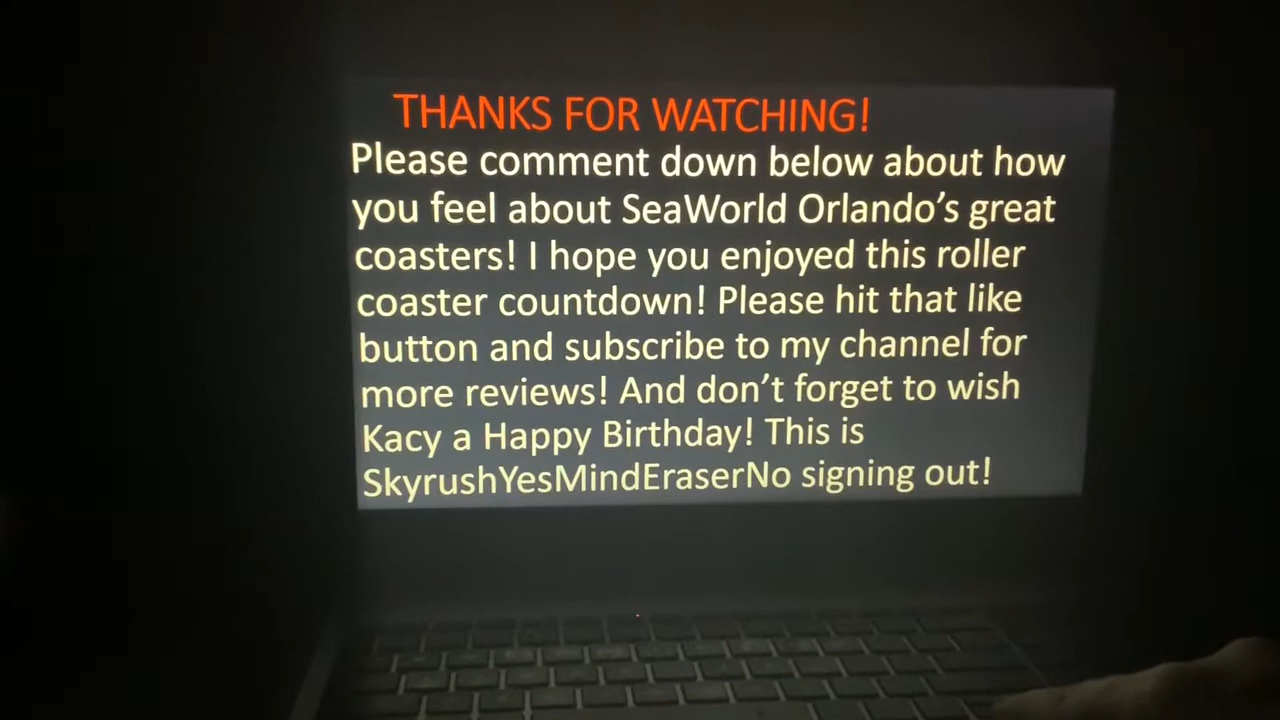 THANKS FOR WATCHING!
Please comment down below about how
you feel about SeaWorld Orlando’s great
coasters! I hope you enjoyed this roller
coaster countdown! Please hit that like
button and subscribe to my channel for
more reviews! And don’t forget to wish
Kacy a Happy Birthday! This is
SkyrushYesMindEraserNo signing out!